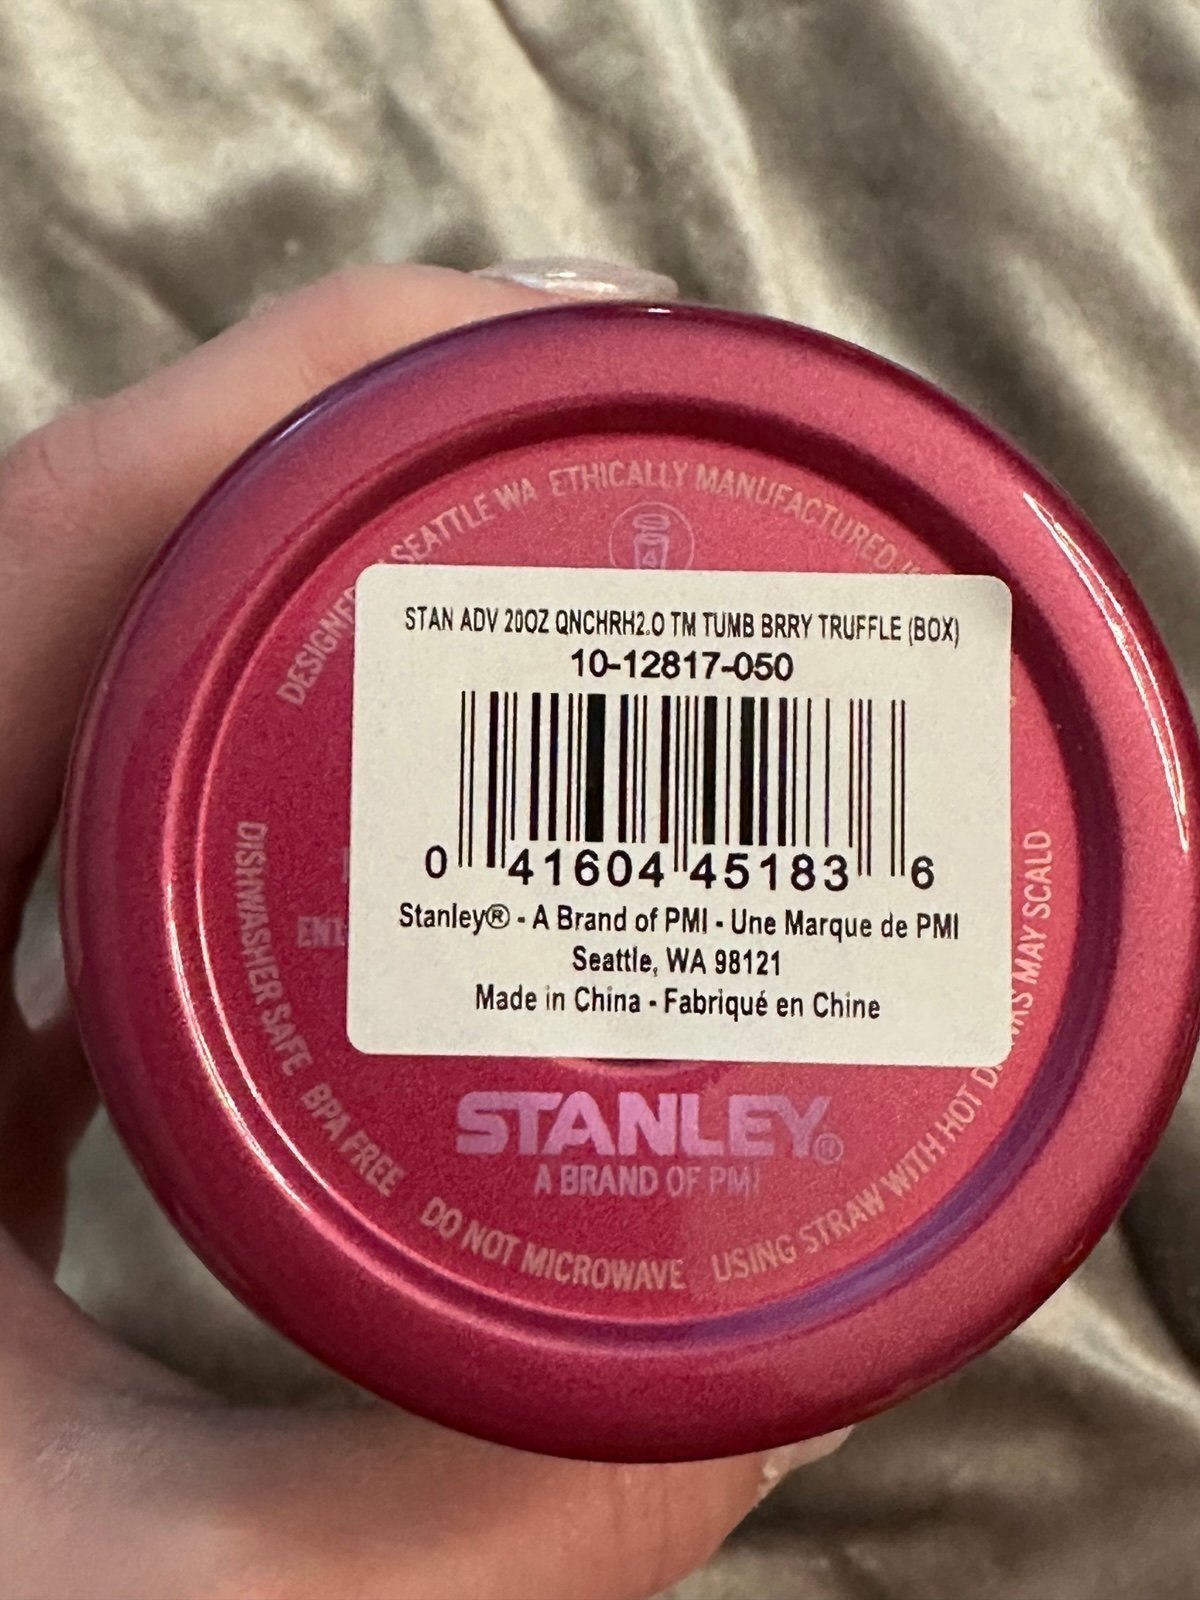 DESIGNED SEATTLE WA ETHICALLY MANUFACTURED
STAN ADV 20OZ QNCHRH2.O TM TUMB BRRY TRUFFLE (BOX)
10-12817-050
0 41604 45183 6
Stanley® - A Brand of PMI - Une Marque de PMI
Seattle, WA 98121
Made in China - Fabriqué en Chine
STANLEY®
A BRAND OF PMI
DISHWASHER SAFE BPA FREE DO NOT MICROWAVE USING STRAW WITH HOT DRINKS MAY SCALD